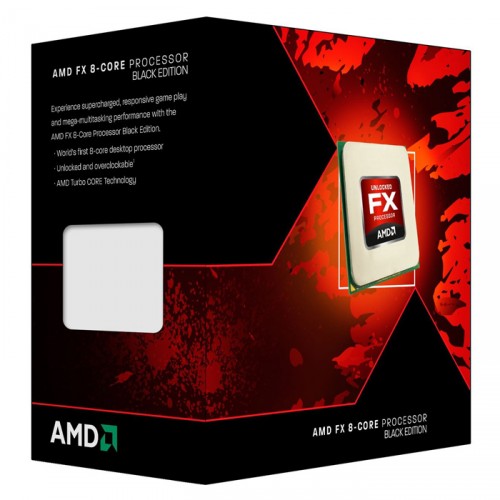 AMD FX 8-CORE PROCESSOR
BLACK EDITION
Experience supercharged, responsive game play
and mega-multitasking performance with the
AMD FX 8-Core Processor Black Edition.
• World's first 8-core desktop processor
• Unlocked and overclockable¹
• AMD Turbo CORE Technology
UNLOCKED
FX
PROCESSOR
AMD
AMD
AMD FX 8-CORE PROCESSOR
BLACK EDITION